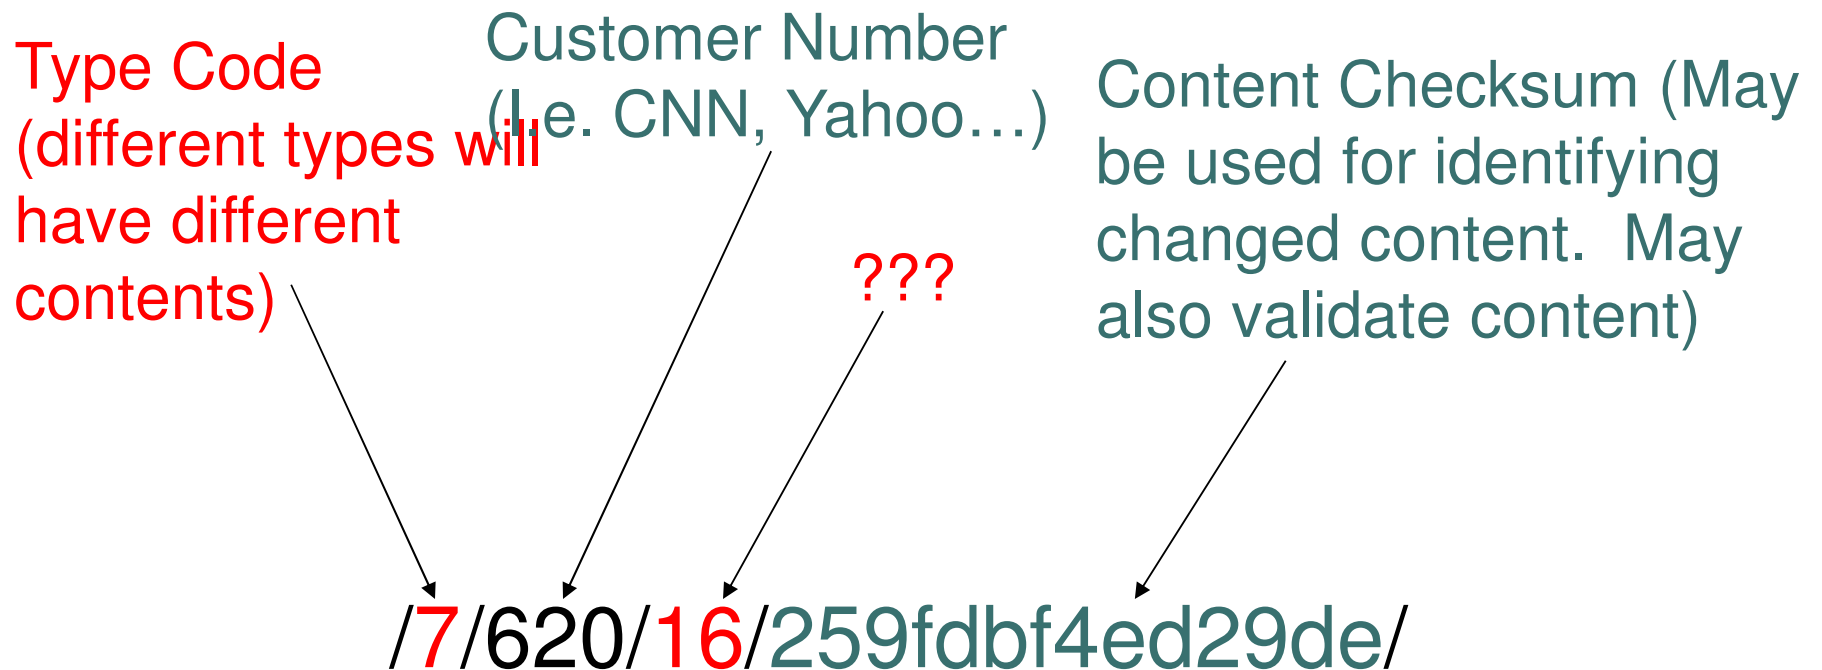 Type Code
(different types will
have different
contents)
Customer Number
(I.e. CNN, Yahoo…)
???
Content Checksum (May
be used for identifying
changed content.  May
also validate content)
/7/620/16/259fdbf4ed29de/